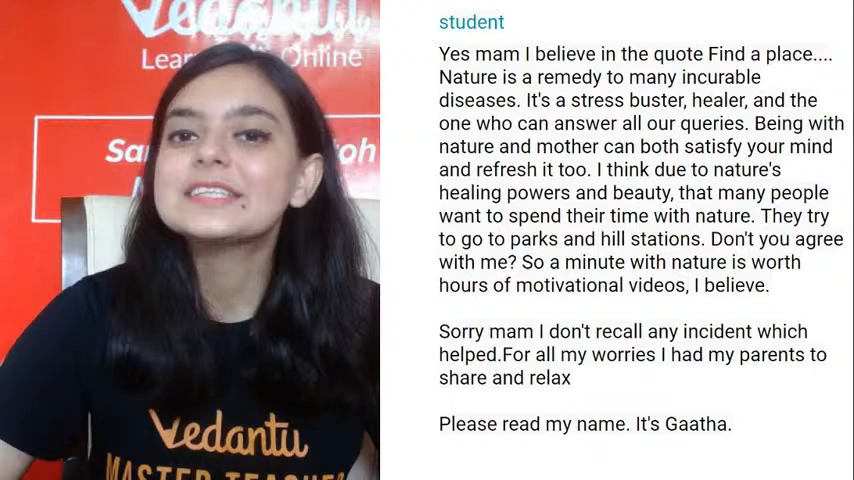 Vedantu
Learn Online
San oh
student
Yes mam I believe in the quote Find a place....
Nature is a remedy to many incurable
diseases. It's a stress buster, healer, and the
one who can answer all our queries. Being with
nature and mother can both satisfy your mind
and refresh it too. I think due to nature's
healing powers and beauty, that many people
want to spend their time with nature. They try
to go to parks and hill stations. Don't you agree
with me? So a minute with nature is worth
hours of motivational videos, I believe.
Sorry mam I don't recall any incident which
helped.For all my worries I had my parents to
share and relax
Please read my name. It's Gaatha.
Vedantu
MASTER TEACHER